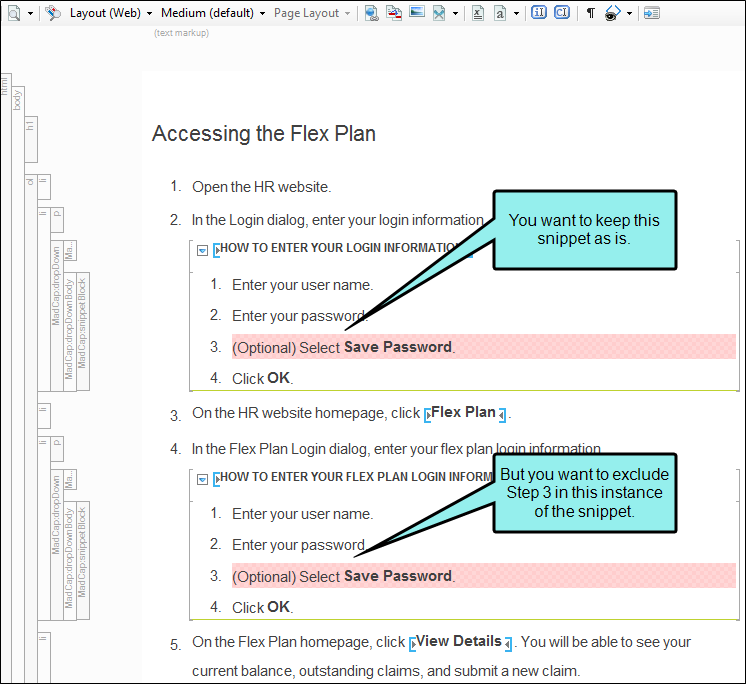 Layout (Web) Medium (default) Page Layout
(text markup)
html
body
h1
Accessing the Flex Plan
ol
li
1. Open the HR website.
li
p
2. In the Login dialog, enter your login information
You want to keep this
snippet as is.
MadCap:dropDown
Ma...
MadCap:dropDownBody
MadCap:snippetBlock
HOW TO ENTER YOUR LOGIN INFORMATION
1. Enter your user name.
2. Enter your password.
3. (Optional) Select Save Password.
4. Click OK.
li
3. On the HR website homepage, click Flex Plan.
li
p
4. In the Flex Plan Login dialog, enter your flex plan login information
But you want to exclude
Step 3 in this instance
of the snippet.
MadCap:dropDown
Ma...
MadCap:dropDownBody
MadCap:snippetBlock
HOW TO ENTER YOUR FLEX PLAN LOGIN INFORM
1. Enter your user name.
2. Enter your password
3. (Optional) Select Save Password.
4. Click OK.
li
5. On the Flex Plan homepage, click View Details. You will be able to see your
current balance, outstanding claims, and submit a new claim.